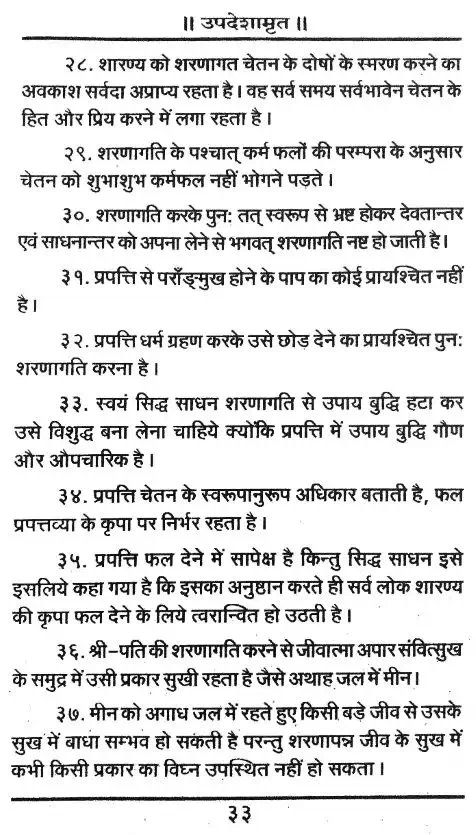 ॥ उपदेशामृत ॥
२८. शारण्य को शरणागत चेतन के दोषों के स्मरण करने का
अवकाश सर्वदा अप्राप्य रहता है। वह सर्व समय सर्वभावेन चेतन के
हित और प्रिय करने में लगा रहता है।
२९. शरणागति के पश्चात् कर्म फलों की परम्परा के अनुसार
चेतन को शुभाशुभ कर्मफल नहीं भोगने पड़ते।
३०. शरणागति करके पुन: तत् स्वरूप से भ्रष्ट होकर देवतान्तर
एवं साधनान्तर को अपना लेने से भगवत् शरणागति नष्ट हो जाती है।
३१. प्रपत्ति से पराँङ्मुख होने के पाप का कोई प्रायश्चित नहीं
है।
३२. प्रपत्ति धर्म ग्रहण करके उसे छोड़ देने का प्रायश्चित पुन:
शरणागति करना है।
३३. स्वयं सिद्ध साधन शरणागति से उपाय बुद्धि हटा कर
उसे विशुद्ध बना लेना चाहिये क्योंकि प्रपत्ति में उपाय बुद्धि गौण
और औपचारिक है।
३४. प्रपत्ति चेतन के स्वरूपानुरूप अधिकार बताती है, फल
प्रपत्तव्या के कृपा पर निर्भर रहता है।
३५. प्रपत्ति फल देने में सापेक्ष है किन्तु सिद्ध साधन इसे
इसलिये कहा गया है कि इसका अनुष्ठान करते ही सर्व लोक शारण्य
की कृपा फल देने के लिये त्वरान्वित हो उठती है।
३६. श्री-पति की शरणागति करने से जीवात्मा अपार संवित्सुख
के समुद्र में उसी प्रकार सुखी रहता है जैसे अथाह जल में मीन।
३७. मीन को अगाध जल में रहते हुए किसी बड़े जीव से उसके
सुख में बाधा सम्भव हो सकती है परन्तु शरणापन्न जीव के सुख में
कभी किसी प्रकार का विघ्न उपस्थित नहीं हो सकता।
३३